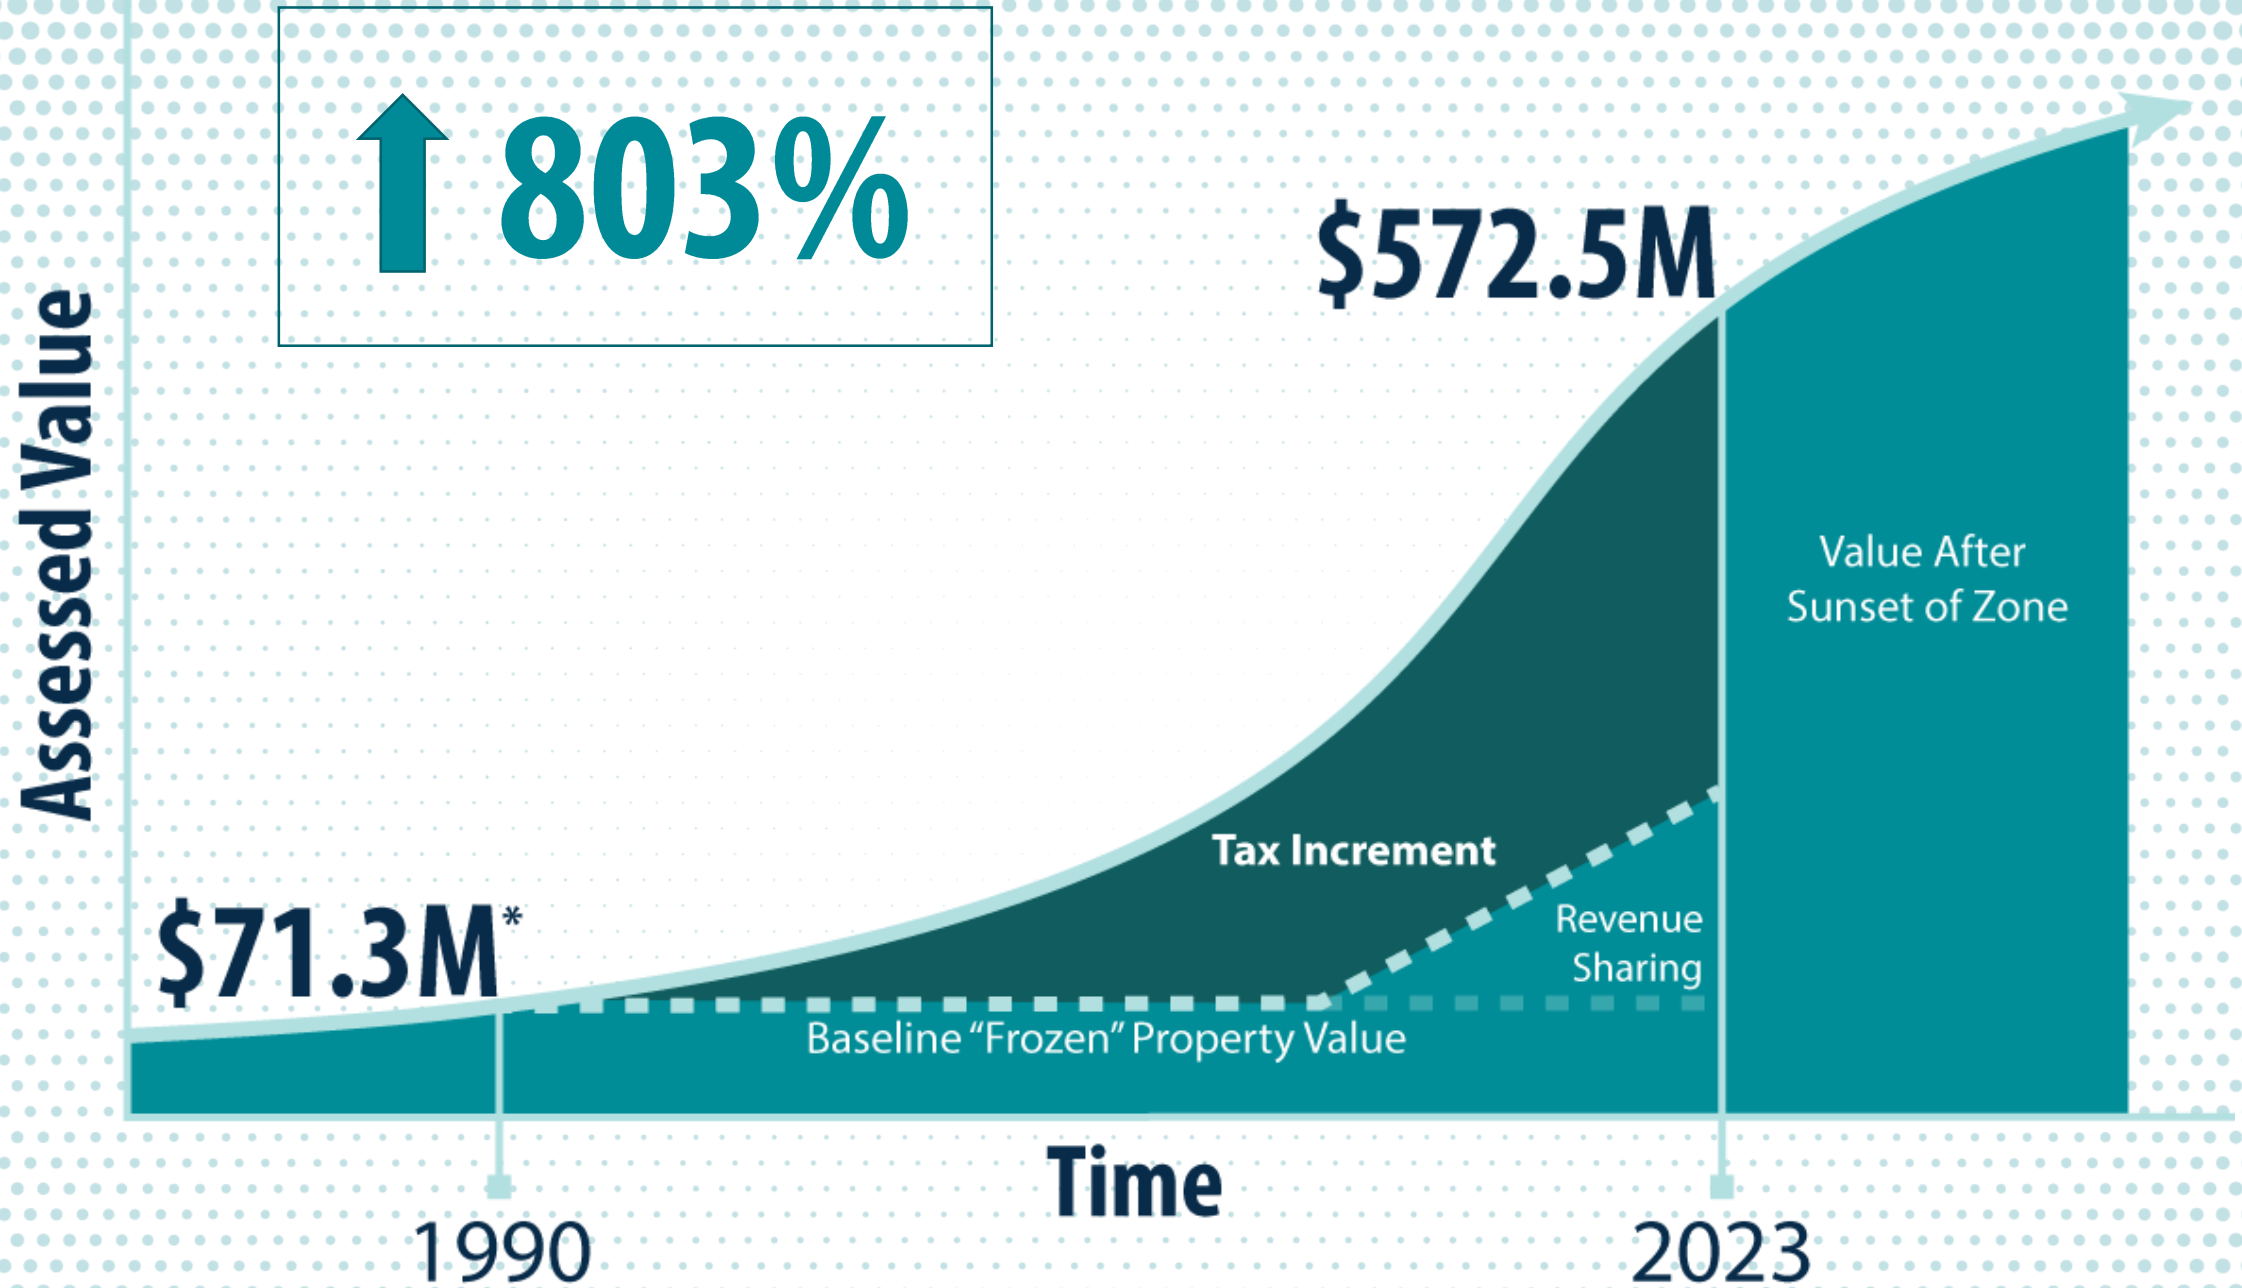 803%
$572.5M
Assessed Value
Value After
Sunset of Zone
Tax Increment
$71.3M*
Revenue
Sharing
Baseline “Frozen” Property Value
Time
1990
2023